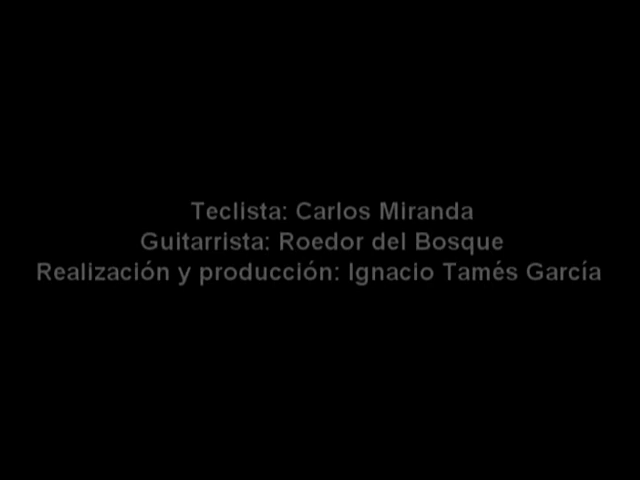 Teclista: Carlos Miranda
Guitarrista: Roedor del Bosque
Realización y producción: Ignacio Tamés García